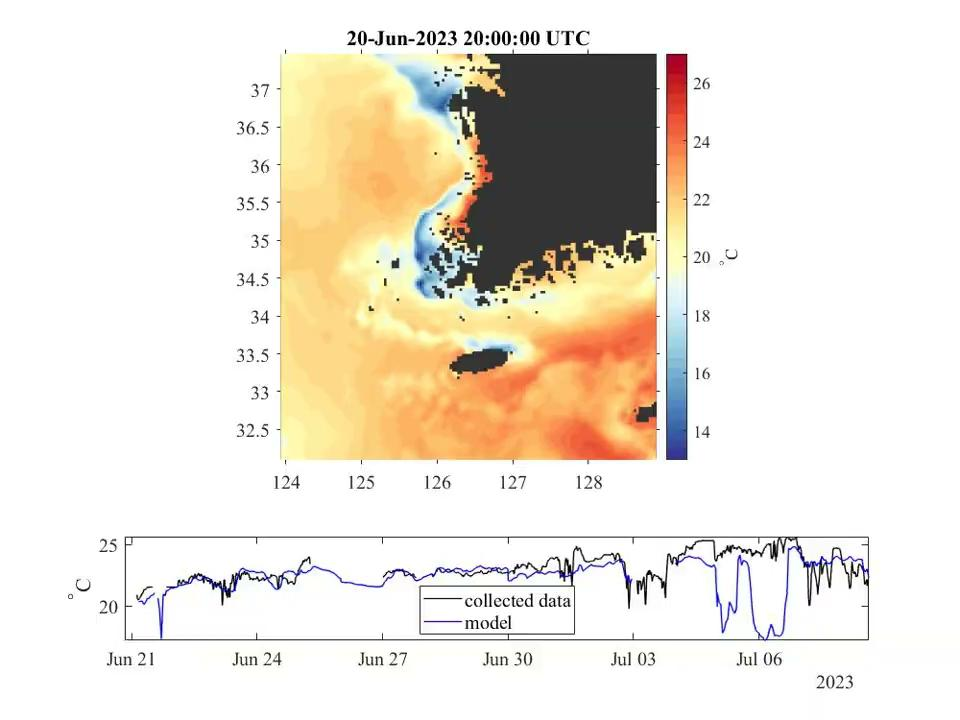 20-Jun-2023 20:00:00 UTC
37
36.5
36
35.5
35
34.5
34
33.5
33
32.5
124 125 126 127 128
26
24
22
20
18
16
14
°C
25
20
°C
collected data
model
Jun 21 Jun 24 Jun 27 Jun 30 Jul 03 Jul 06
2023